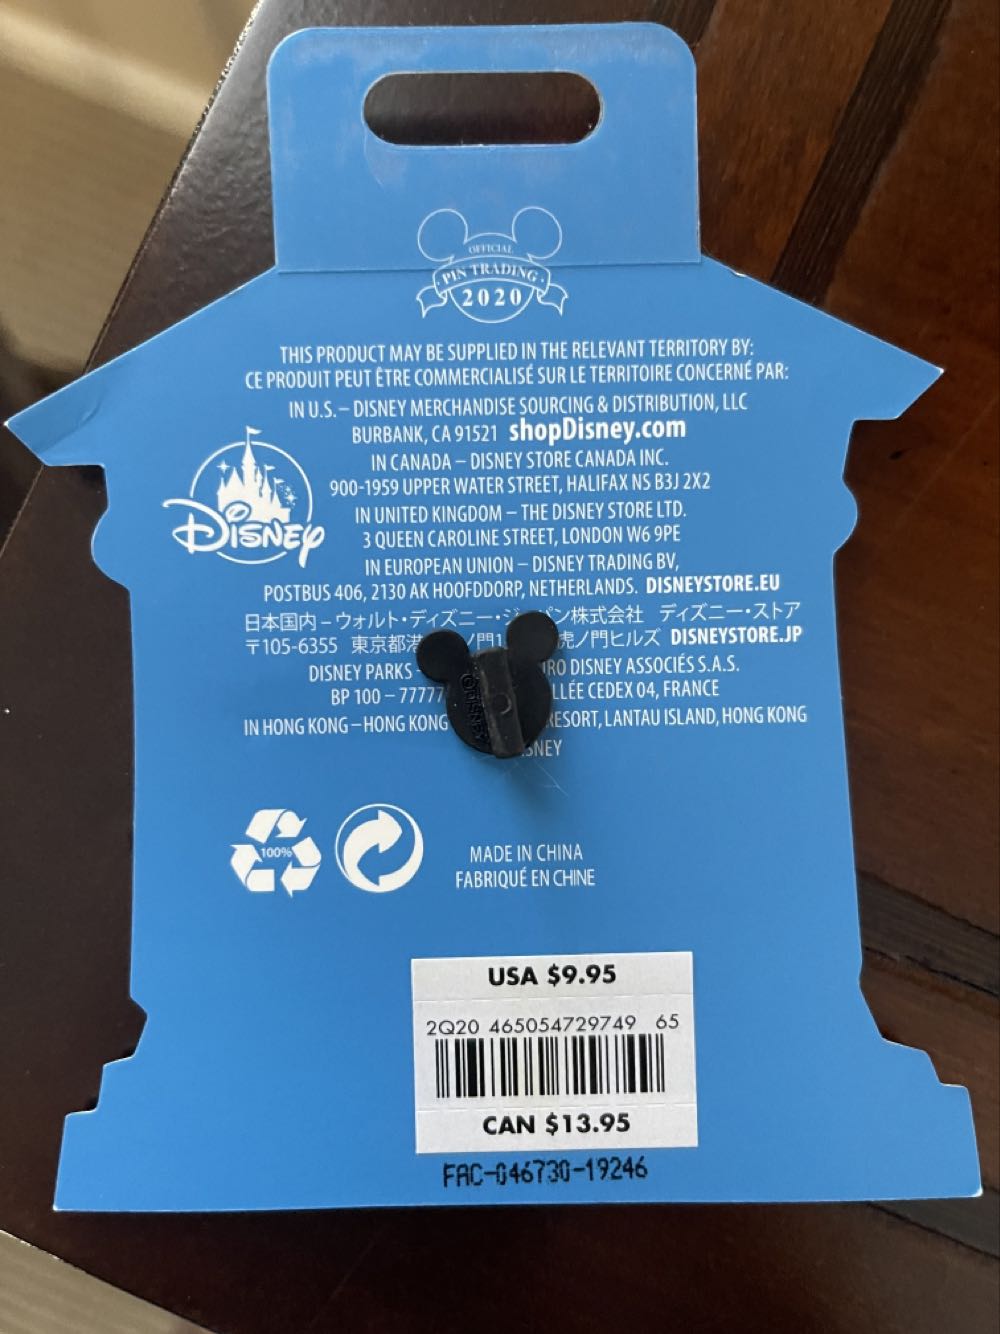 OFFICIAL
PIN TRADING
2020
THIS PRODUCT MAY BE SUPPLIED IN THE RELEVANT TERRITORY BY:
CE PRODUIT PEUT ÊTRE COMMERCIALISÉ SUR LE TERRITOIRE CONCERNÉ PAR:
IN U.S. – DISNEY MERCHANDISE SOURCING & DISTRIBUTION, LLC
BURBANK, CA 91521 shopDisney.com
IN CANADA – DISNEY STORE CANADA INC.
900-1959 UPPER WATER STREET, HALIFAX NS B3J 2X2
IN UNITED KINGDOM – THE DISNEY STORE LTD.
3 QUEEN CAROLINE STREET, LONDON W6 9PE
IN EUROPEAN UNION – DISNEY TRADING BV,
POSTBUS 406, 2130 AK HOOFDDORP, NETHERLANDS. DISNEYSTORE.EU
DISNEY
日本国内–ウォルト・ディズニー・ジャパン株式会社 ディズニー・ストア
〒105-6355 東京都港 ノ門1 虎ノ門ヒルズ DISNEYSTORE.JP
DISNEY PARKS – RO DISNEY ASSOCIÉS S.A.S.
BP 100 – 77777 LLÉE CEDEX 04, FRANCE
IN HONG KONG – HONG KONG RESORT, LANTAU ISLAND, HONG KONG
©DISNEY
SNEY
100%
MADE IN CHINA
FABRIQUÉ EN CHINE
USA $9.95
2Q20 465054729749 65
CAN $13.95
FAC-046730-19246